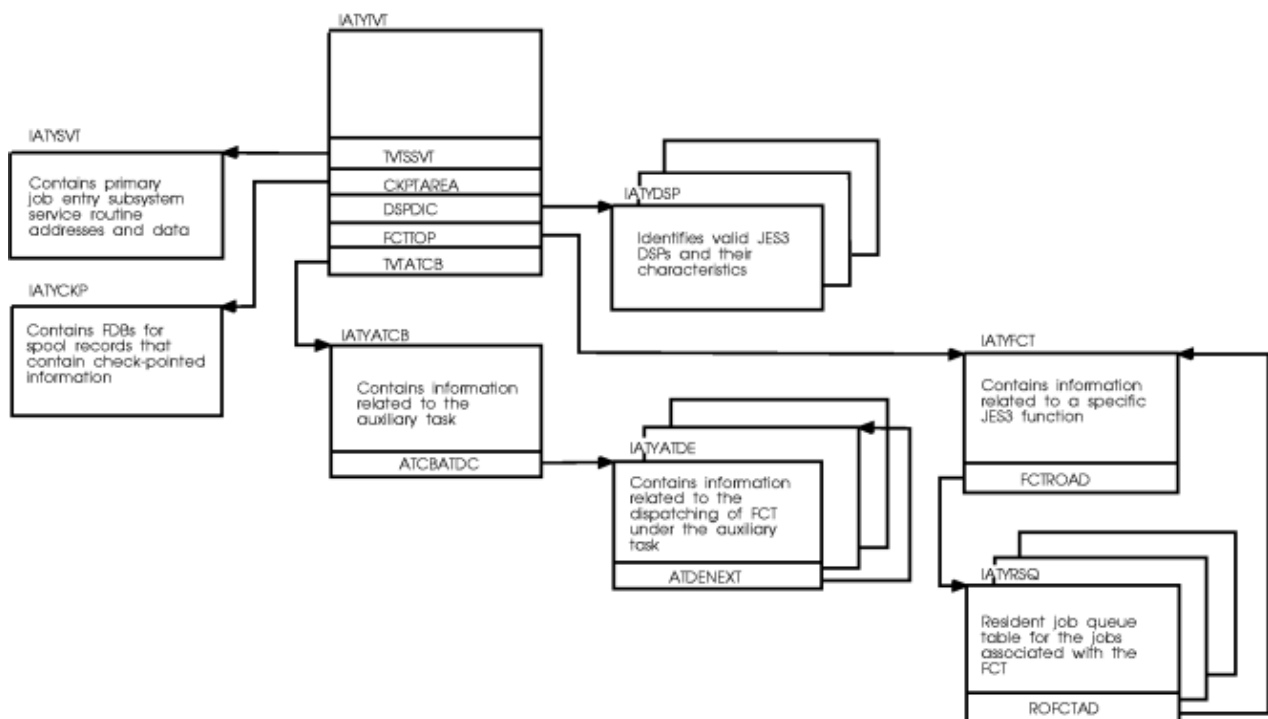 IATYTVT
IATYSVT
TVTSSVT
Contains primary
job entry subsystem
service routine
addresses and data
CKPTAREA
DSPDIC
FCTTOP
TVTATCB
IATYDSP
Identifies valid JES3
DSPs and their
characteristics
IATYCKP
Contains FDBs for
spool records that
contain check-pointed
information
IATYATCB
Contains information
related to the
auxiliary task
ATCBATDC
IATYFCT
Contains information
related to a specific
JES3 function
FCTROAD
IATYATDE
Contains information
related to the
dispatching of FCT
under the auxiliary
task
ATDENEXT
IATYRSQ
Resident job queue
table for the jobs
associated with the
FCT
ROFCTAD